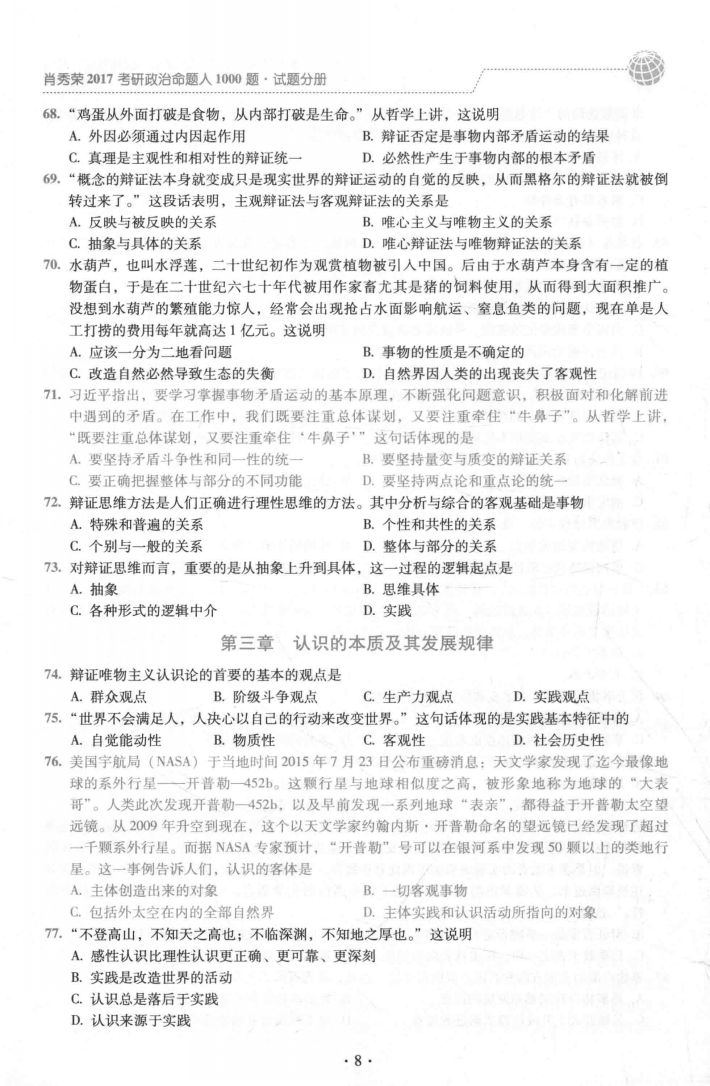 肖秀荣2017考研政治命题人1000题·试题分册
68. “鸡蛋从外面打破是食物，从内部打破是生命。”从哲学上讲，这说明
A. 外因必须通过内因起作用 B. 辩证否定是事物内部矛盾运动的结果
C. 真理是主观性和相对性的辩证统一 D. 必然性产生于事物内部的根本矛盾
69. “概念的辩证法本身就变成只是现实世界的辩证运动的自觉的反映，从而黑格尔的辩证法就被倒
转过来了。”这段话表明，主观辩证法与客观辩证法的关系是
A. 反映与被反映的关系 B. 唯心主义与唯物主义的关系
C. 抽象与具体的关系 D. 唯心辩证法与唯物辩证法的关系
70. 水葫芦，也叫水浮莲，二十世纪初作为观赏植物被引人中国。后由于水葫芦本身含有一定的植
物蛋白，于是在二十世纪六七十年代被用作家畜尤其是猪的饲料使用，从而得到大面积推广。
没想到水葫芦的繁殖能力惊人，经常会出现抢占水面影响航运、窒息鱼类的问题，现在单是人
工打捞的费用每年就高达1亿元。这说明
A. 应该一分为二地看问题 B. 事物的性质是不确定的
C. 改造自然必然导致生态的失衡 D. 自然界因人类的出现丧失了客观性
71. 习近平指出，要学习掌握事物矛盾运动的基本原理，不断强化问题意识，积极面对和化解前进
中遇到的矛盾。在工作中，我们既要注重总体谋划，又要注重牵住“牛鼻子”。从哲学上讲，
“既要注重总体谋划，又要注重牵住‘牛鼻子’”这句话体现的是
A. 要坚持矛盾斗争性和同一性的统一 B. 要坚持量变与质变的辩证关系
C. 要正确把握整体与部分的不同功能 D. 要坚持两点论和重点论的统一
72. 辩证思维方法是人们正确进行理性思维的方法。其中分析与综合的客观基础是事物
A. 特殊和普遍的关系 B. 个性和共性的关系
C. 个别与一般的关系 D. 整体与部分的关系
73. 对辩证思维而言，重要的是从抽象上升到具体，这一过程的逻辑起点是
A. 抽象 B. 思维具体
C. 各种形式的逻辑中介 D. 实践
第三章 认识的本质及其发展规律
74. 辩证唯物主义认识论的首要的基本的观点是
A. 群众观点 B. 阶级斗争观点 C. 生产力观点 D. 实践观点
75. “世界不会满足人，人决心以自己的行动来改变世界。”这句话体现的是实践基本特征中的
A. 自觉能动性 B. 物质性 C. 客观性 D. 社会历史性
76. 美国宇航局（NASA）于当地时间2015年7月23日公布重磅消息：天文学家发现了迄今最像地
球的系外行星——开普勒—452b。这颗行星与地球相似度之高，被形象地称为地球的“大表
哥”。人类此次发现开普勒—452b，以及早前发现一系列地球“表亲”，都得益于开普勒太空望
远镜。从2009年升空到现在，这个以天文学家约翰内斯·开普勒命名的望远镜已经发现了超过
一千颗系外行星。而据NASA专家预计，“开普勒”号可以在银河系中发现50颗以上的类地行
星。这一事例告诉人们，认识的客体是
A. 主体创造出来的对象 B. 一切客观事物
C. 包括外太空在内的全部自然界 D. 主体实践和认识活动所指向的对象
77. “不登高山，不知天之高也；不临深渊，不知地之厚也。”这说明
A. 感性认识比理性认识更正确、更可靠、更深刻
B. 实践是改造世界的活动
C. 认识总是落后于实践
D. 认识来源于实践
· 8 ·